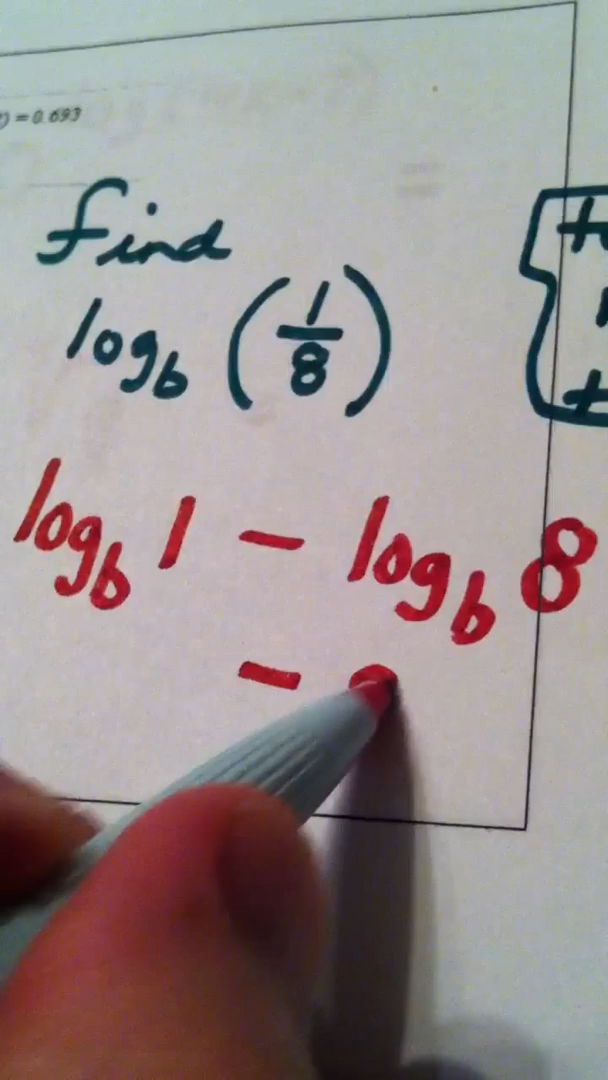 ) = 0.693
find
log_b (1/8)
log_b 1 - log_b 8
-